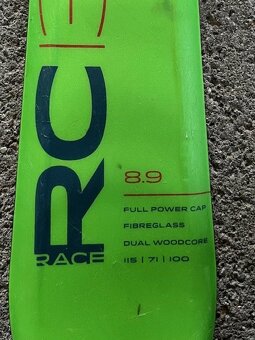 RC
RACE
8.9
FULL POWER CAP
FIBREGLASS
DUAL WOODCORE
115 | 71 | 100